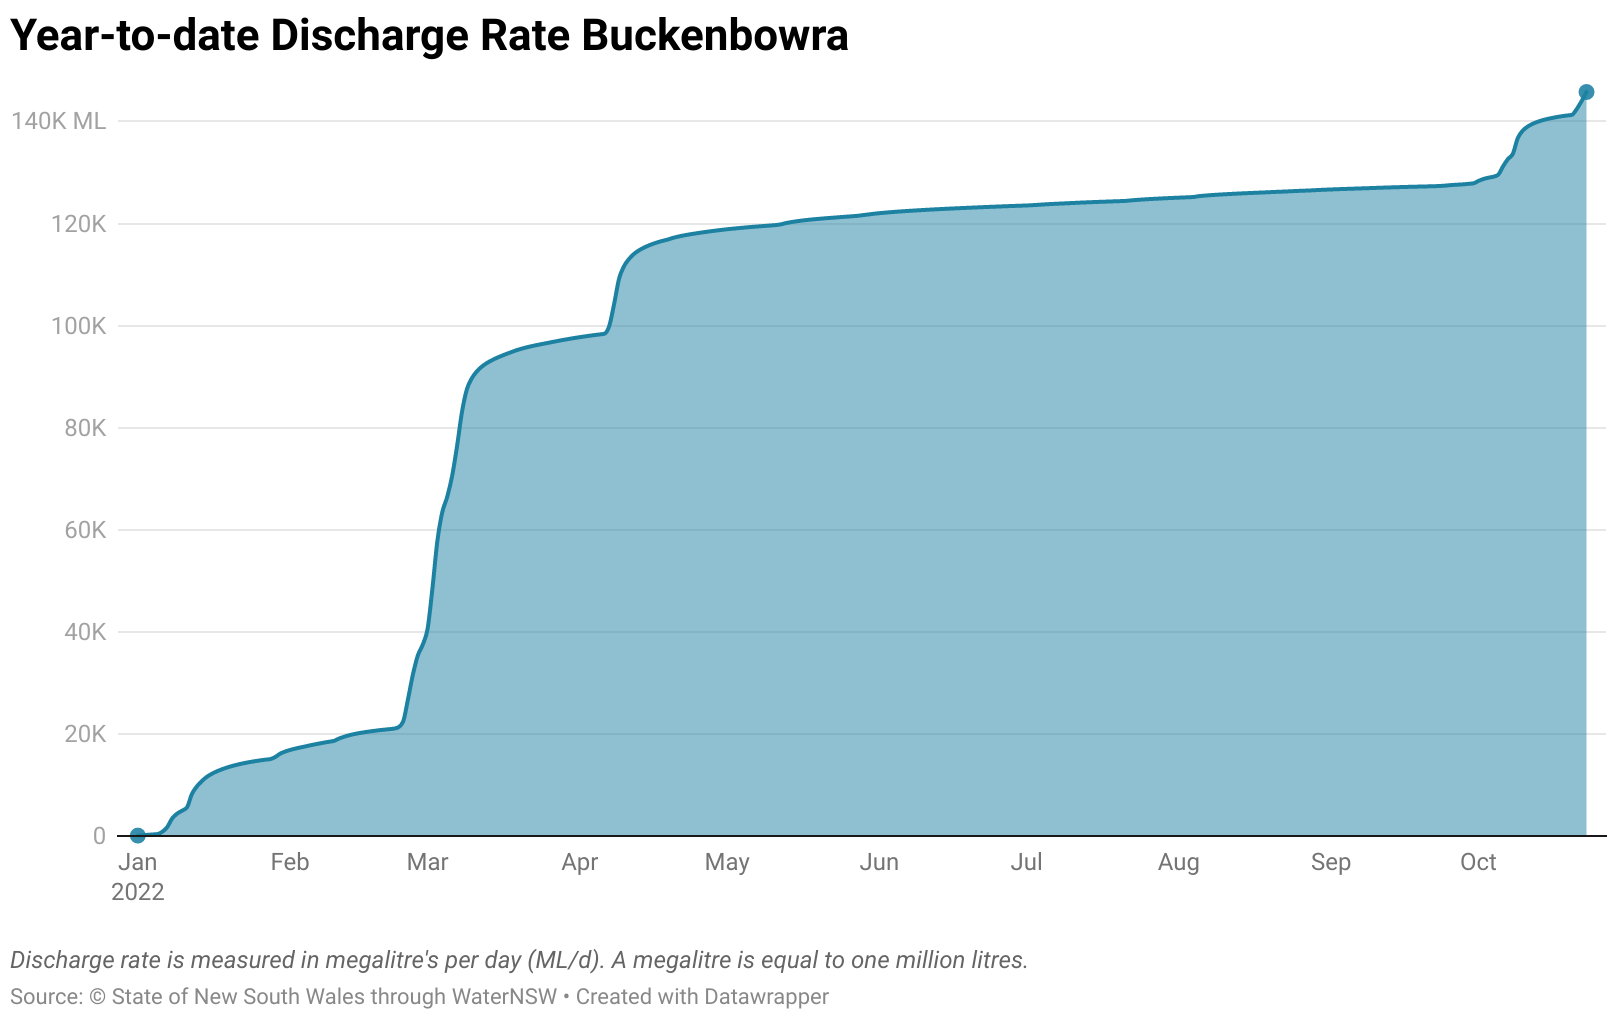 Year-to-date Discharge Rate Buckenbowra
140K ML
120K
100K
80K
60K
40K
20K
0
Jan Feb Mar Apr May Jun Jul Aug Sep Oct
2022
Discharge rate is measured in megalitre's per day (ML/d). A megalitre is equal to one million litres.
Source: © State of New South Wales through WaterNSW • Created with Datawrapper